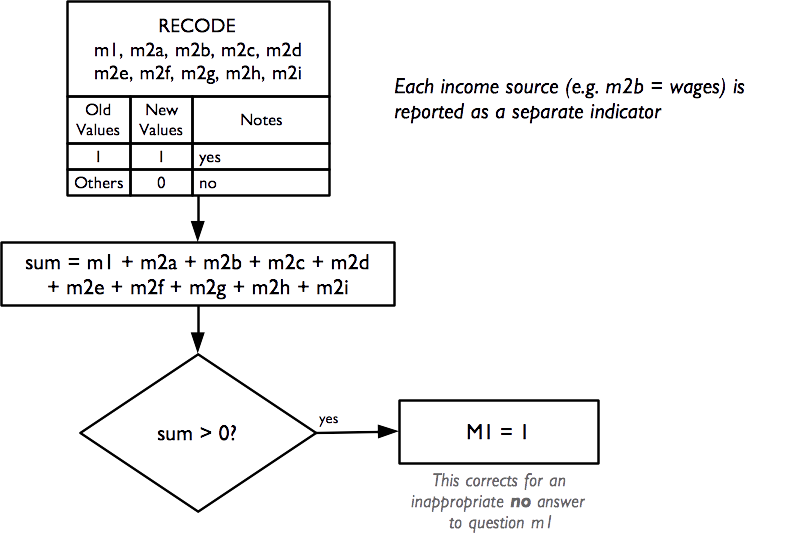 RECODE
m1, m2a, m2b, m2c, m2d
m2e, m2f, m2g, m2h, m2i
Old Values New Values Notes
1 1 yes
Others 0 no
Each income source (e.g. m2b = wages) is
reported as a separate indicator
sum = m1 + m2a + m2b + m2c + m2d
+ m2e + m2f + m2g + m2h + m2i
sum > 0?
yes
M1 = 1
This corrects for an
inappropriate no answer
to question m1